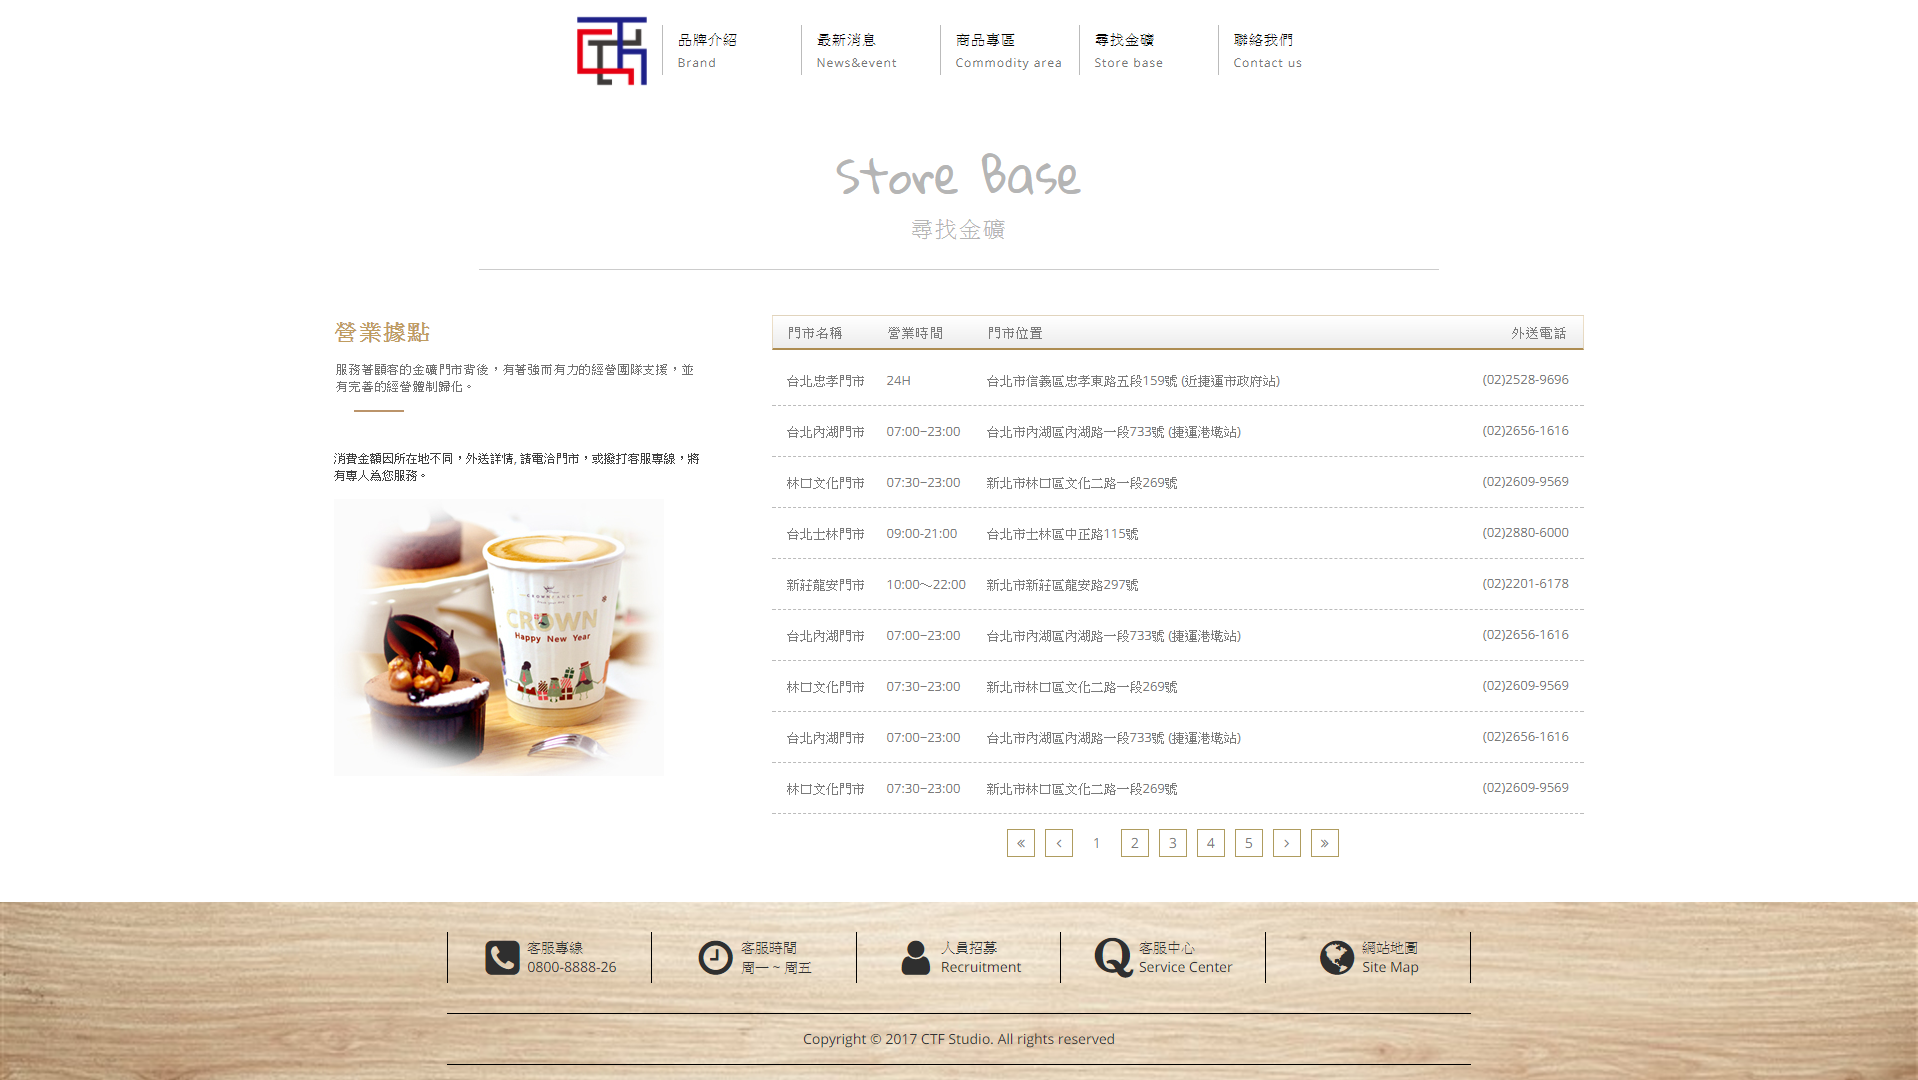 品牌介紹
Brand
最新消息
News&event
商品專區
Commodity area
尋找金礦
Store base
聯絡我們
Contact us
Store Base
尋找金礦
營業據點
服務著顧客的金礦門市背後，有著強而有力的經營團隊支援，並
有完善的經營體制歸化。
消費金額因所在地不同，外送詳情, 請電洽門市，或撥打客服專線，將
有專人為您服務。
CROWN
Happy New Year
門市名稱 營業時間 門市位置 外送電話
台北忠孝門市 24H 台北市信義區忠孝東路五段159號 (近捷運市政府站) (02)2528-9696
台北內湖門市 07:00~23:00 台北市內湖區內湖路一段733號 (捷運港墘站) (02)2656-1616
林口文化門市 07:30~23:00 新北市林口區文化二路一段269號 (02)2609-9569
台北士林門市 09:00-21:00 台北市士林區中正路115號 (02)2880-6000
新莊龍安門市 10:00～22:00 新北市新莊區龍安路297號 (02)2201-6178
台北內湖門市 07:00~23:00 台北市內湖區內湖路一段733號 (捷運港墘站) (02)2656-1616
林口文化門市 07:30~23:00 新北市林口區文化二路一段269號 (02)2609-9569
台北內湖門市 07:00~23:00 台北市內湖區內湖路一段733號 (捷運港墘站) (02)2656-1616
林口文化門市 07:30~23:00 新北市林口區文化二路一段269號 (02)2609-9569
« ‹ 1 2 3 4 5 › »
客服專線
0800-8888-26
客服時間
周一 ~ 周五
人員招募
Recruitment
客服中心
Service Center
網站地圖
Site Map
Copyright © 2017 CTF Studio. All rights reserved